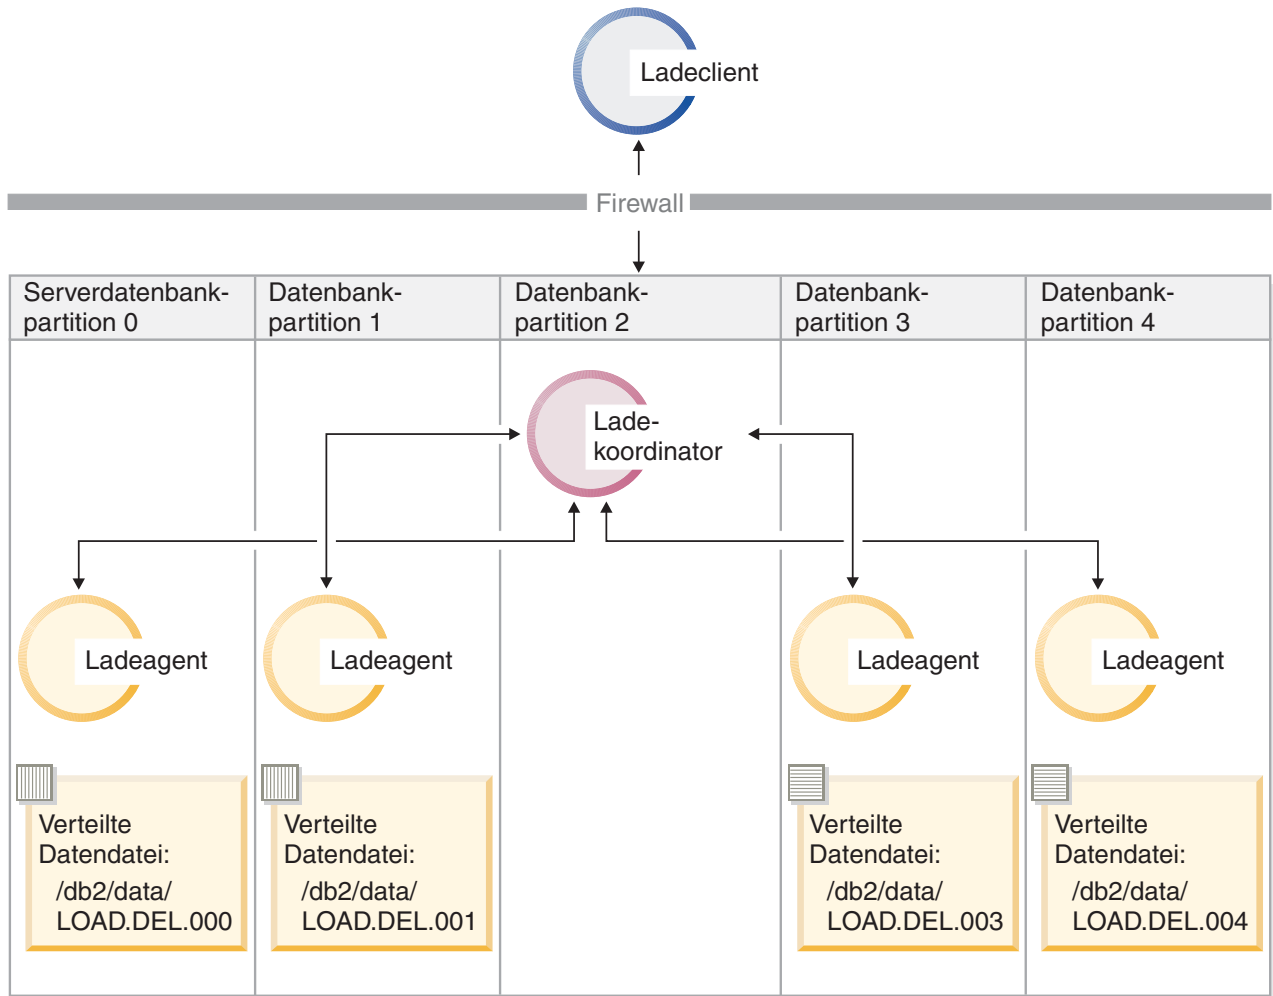 Ladeclient
Firewall
Serverdatenbank-
partition 0
Datenbank-
partition 1
Datenbank-
partition 2
Datenbank-
partition 3
Datenbank-
partition 4
Lade-
koordinator
Ladeagent
Ladeagent
Ladeagent
Ladeagent
Verteilte
Datendatei:
/db2/data/
LOAD.DEL.000
Verteilte
Datendatei:
/db2/data/
LOAD.DEL.001
Verteilte
Datendatei:
/db2/data/
LOAD.DEL.003
Verteilte
Datendatei:
/db2/data/
LOAD.DEL.004